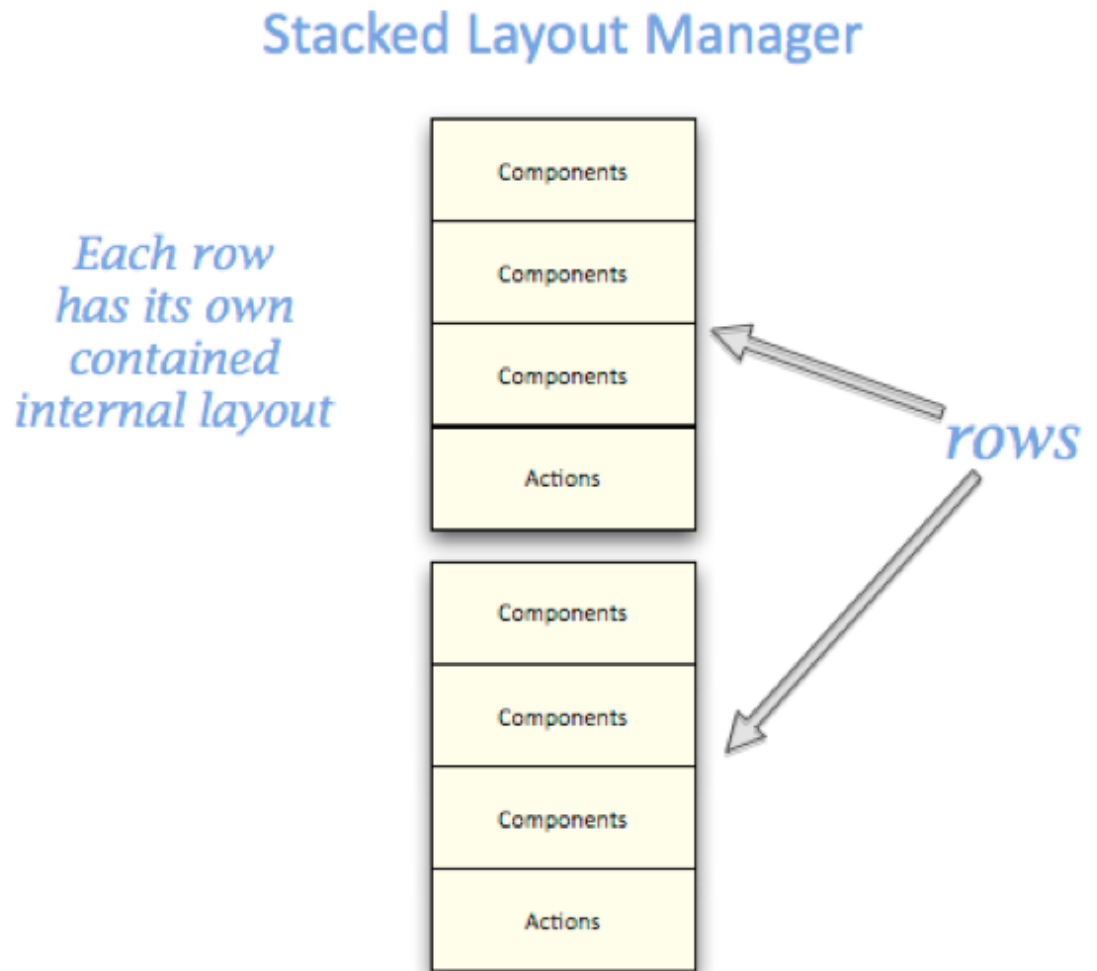 Stacked Layout Manager
Components
Components
Components
Actions
Each row
has its own
contained
internal layout
rows
Components
Components
Components
Actions